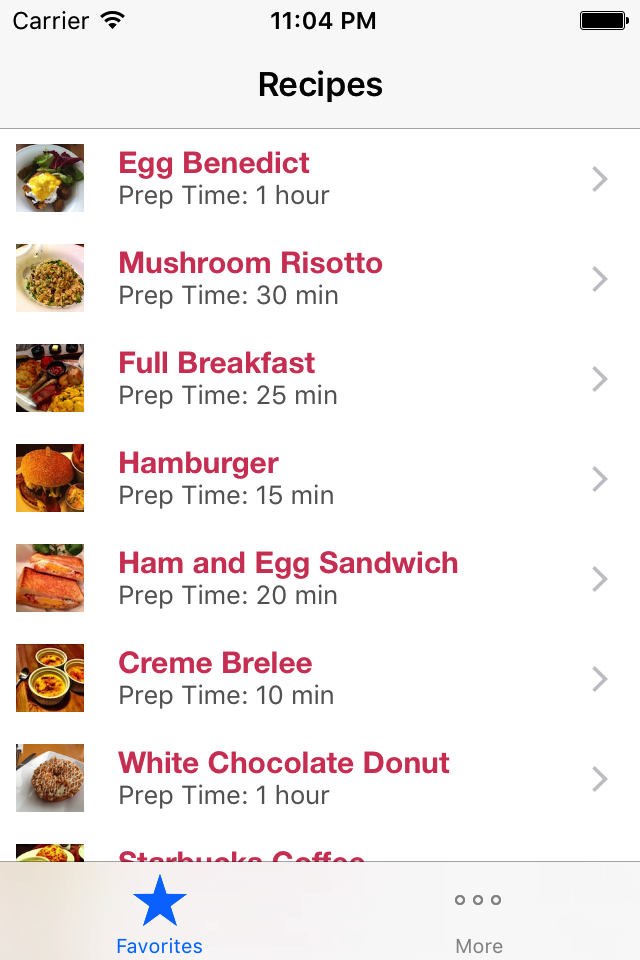 Carrier 11:04 PM
Recipes
Egg Benedict
Prep Time: 1 hour
Mushroom Risotto
Prep Time: 30 min
Full Breakfast
Prep Time: 25 min
Hamburger
Prep Time: 15 min
Ham and Egg Sandwich
Prep Time: 20 min
Creme Brelee
Prep Time: 10 min
White Chocolate Donut
Prep Time: 1 hour
Starbucks Coffee
Favorites More